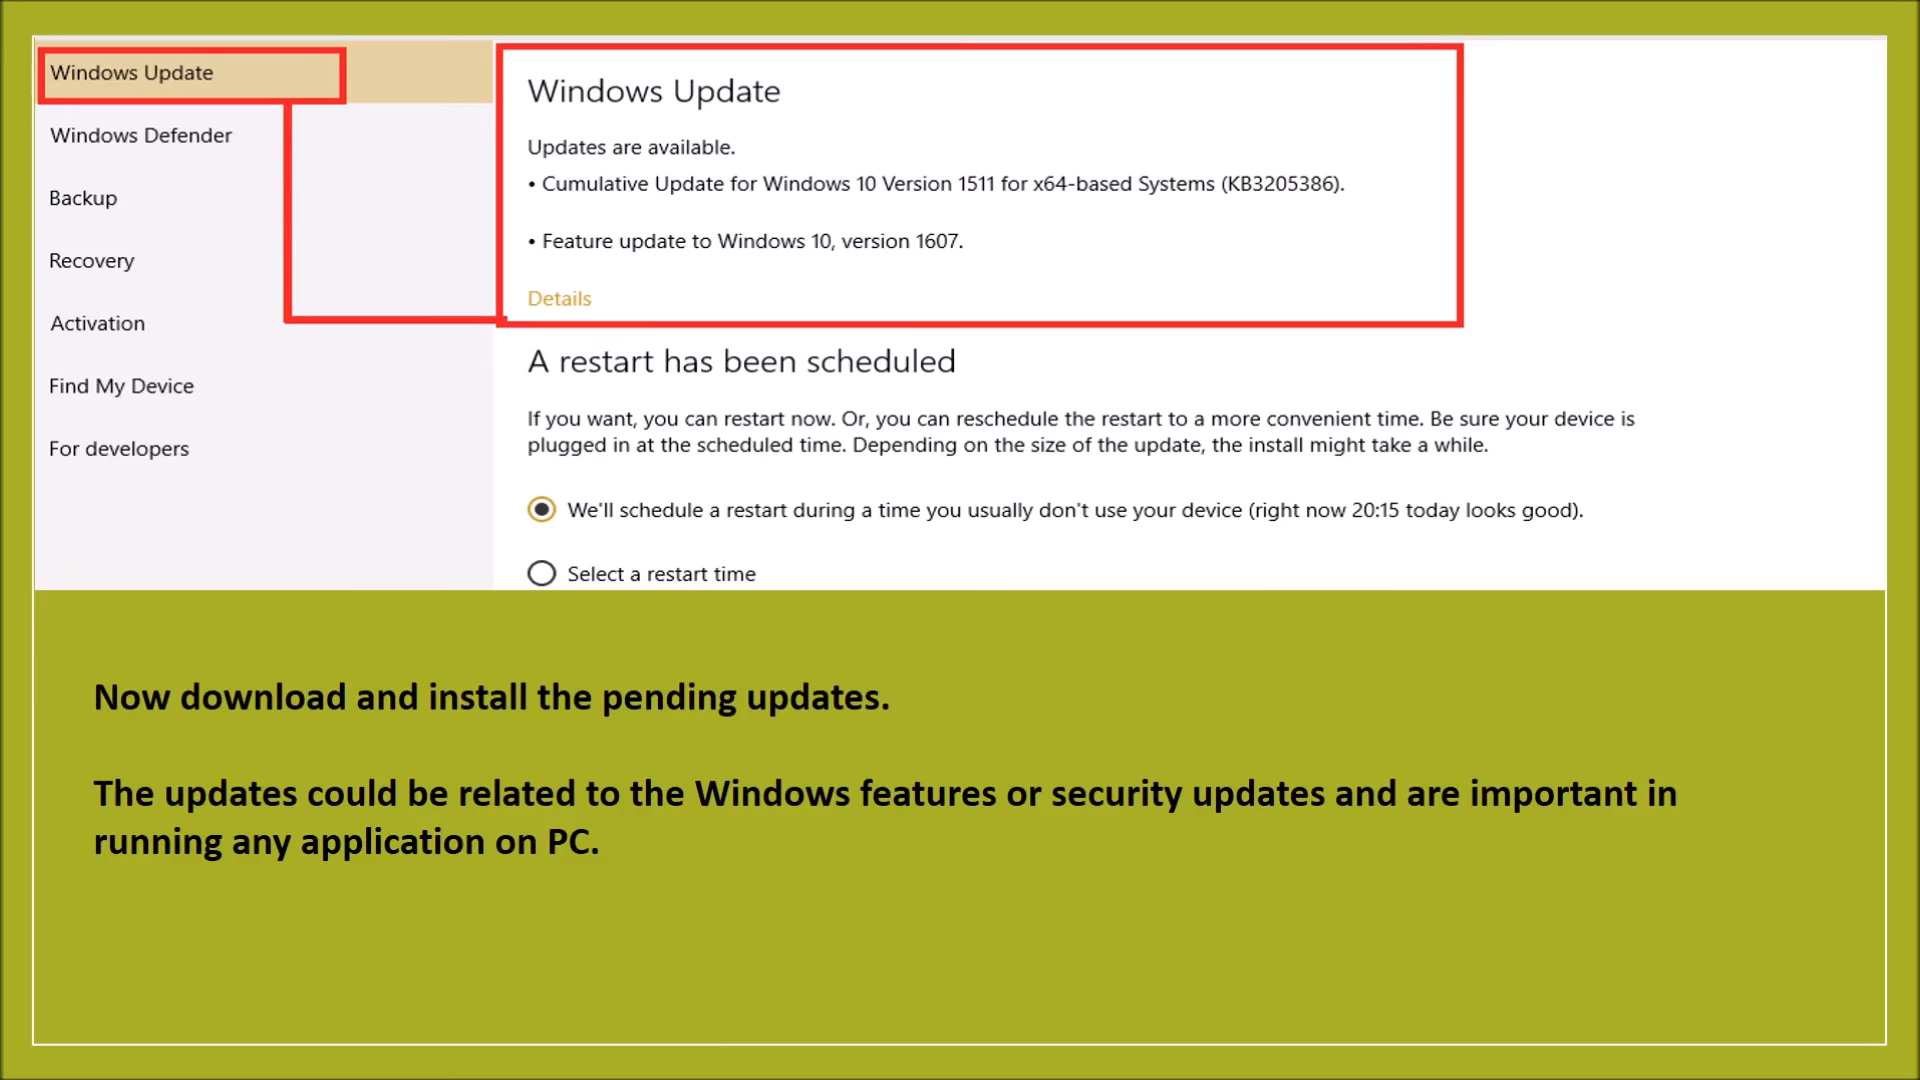 Windows Update
Windows Defender
Backup
Recovery
Activation
Find My Device
For developers
Windows Update
Updates are available.
• Cumulative Update for Windows 10 Version 1511 for x64-based Systems (KB3205386).
• Feature update to Windows 10, version 1607.
Details
A restart has been scheduled
If you want, you can restart now. Or, you can reschedule the restart to a more convenient time. Be sure your device is
plugged in at the scheduled time. Depending on the size of the update, the install might take a while.
We'll schedule a restart during a time you usually don't use your device (right now 20:15 today looks good).
Select a restart time
Now download and install the pending updates.
The updates could be related to the Windows features or security updates and are important in
running any application on PC.